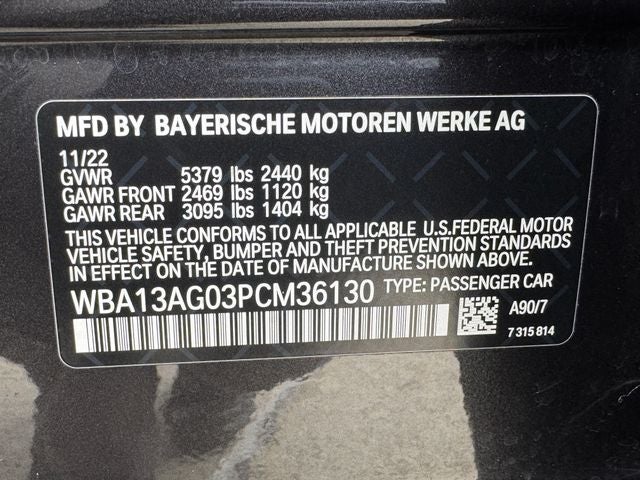 MFD BY BAYERISCHE MOTOREN WERKE AG
11/22
GVWR 5379 lbs 2440 kg
GAWR FRONT 2469 lbs 1120 kg
GAWR REAR 3095 lbs 1404 kg
THIS VEHICLE CONFORMS TO ALL APPLICABLE U.S.FEDERAL MOTOR
VEHICLE SAFETY, BUMPER AND THEFT PREVENTION STANDARDS
IN EFFECT ON THE DATE OF MANUFACTURE SHOWN ABOVE.
WBA13AG03PCM36130 TYPE: PASSENGER CAR
A90/7
7 315 814